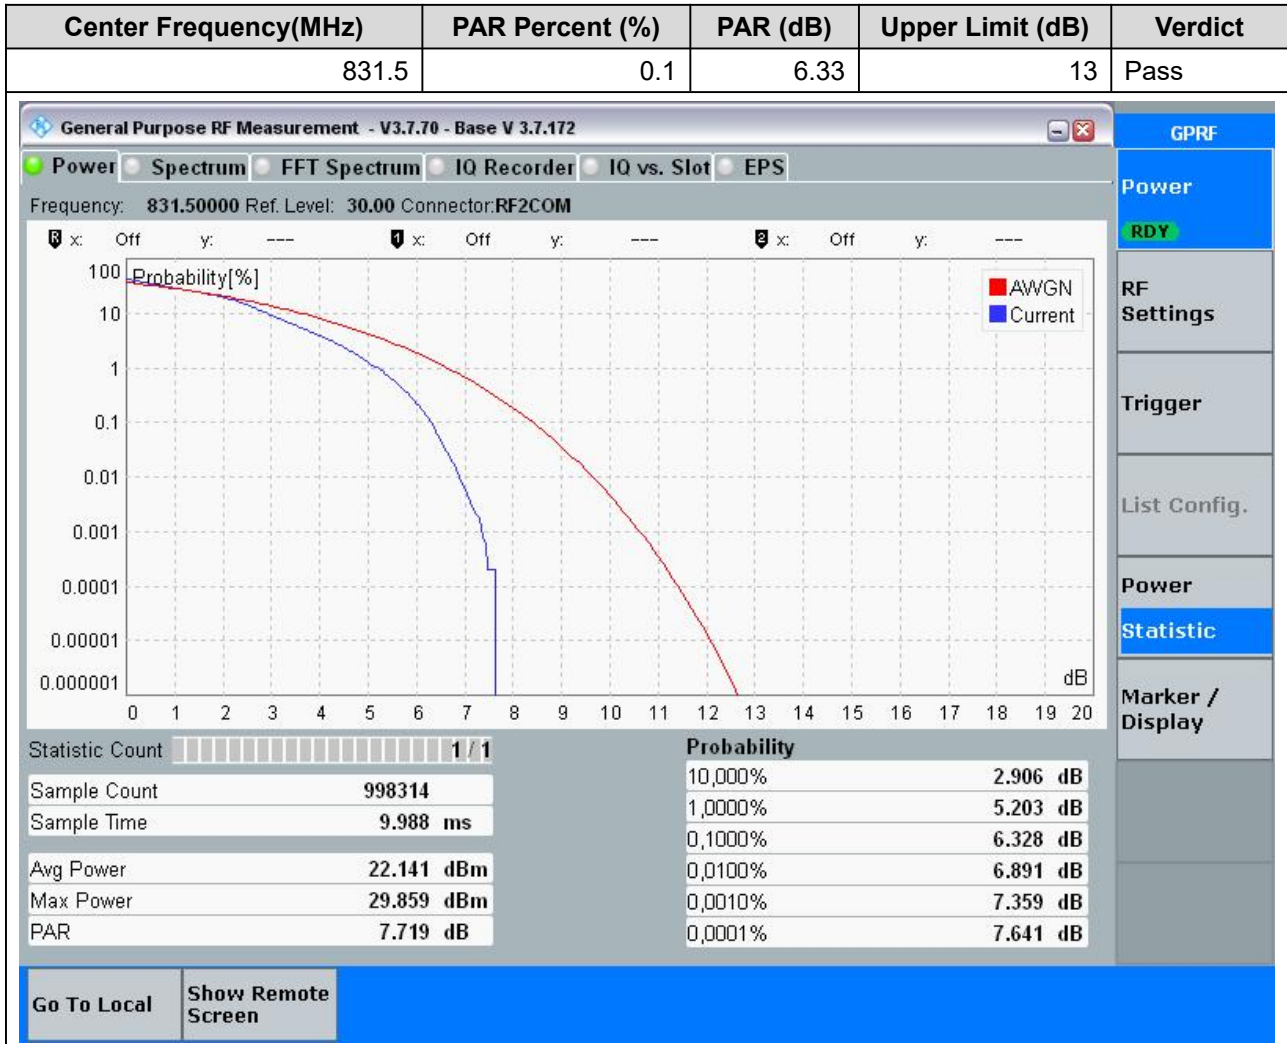 Center Frequency(MHz) PAR Percent (%) PAR (dB) Upper Limit (dB) Verdict
831.5 0.1 6.33 13 Pass
General Purpose RF Measurement - V3.7.70 - Base V 3.7.172
GPRF
Power Spectrum FFT Spectrum IQ Recorder IQ vs. Slot EPS
Frequency: 831.50000 Ref. Level: 30.00 Connector:RF2COM
R x: Off y: --- 1 x: Off y: --- 2 x: Off y: ---
Probability[%]
100
10
1
0.1
0.01
0.001
0.0001
0.00001
0.000001
AWGN
Current
dB
0 1 2 3 4 5 6 7 8 9 10 11 12 13 14 15 16 17 18 19 20
Statistic Count 1 / 1
Sample Count 998314
Sample Time 9.988 ms
Avg Power 22.141 dBm
Max Power 29.859 dBm
PAR 7.719 dB
Probability
10,000% 2.906 dB
1,0000% 5.203 dB
0,1000% 6.328 dB
0,0100% 6.891 dB
0,0010% 7.359 dB
0,0001% 7.641 dB
Power
RDY
RF
Settings
Trigger
List Config.
Power
Statistic
Marker /
Display
Go To Local
Show Remote
Screen